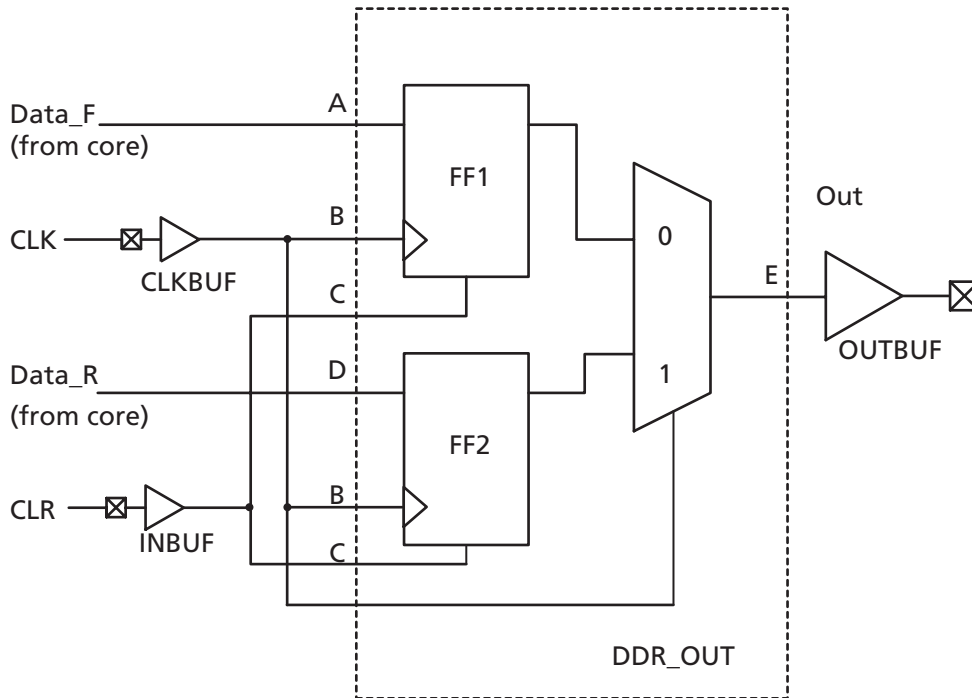 Data_F
(from core)
A
FF1
B
CLK
CLKBUF
C
0
Out
E
OUTBUF
Data_R
(from core)
D
1
FF2
CLR
INBUF
B
C
DDR_OUT